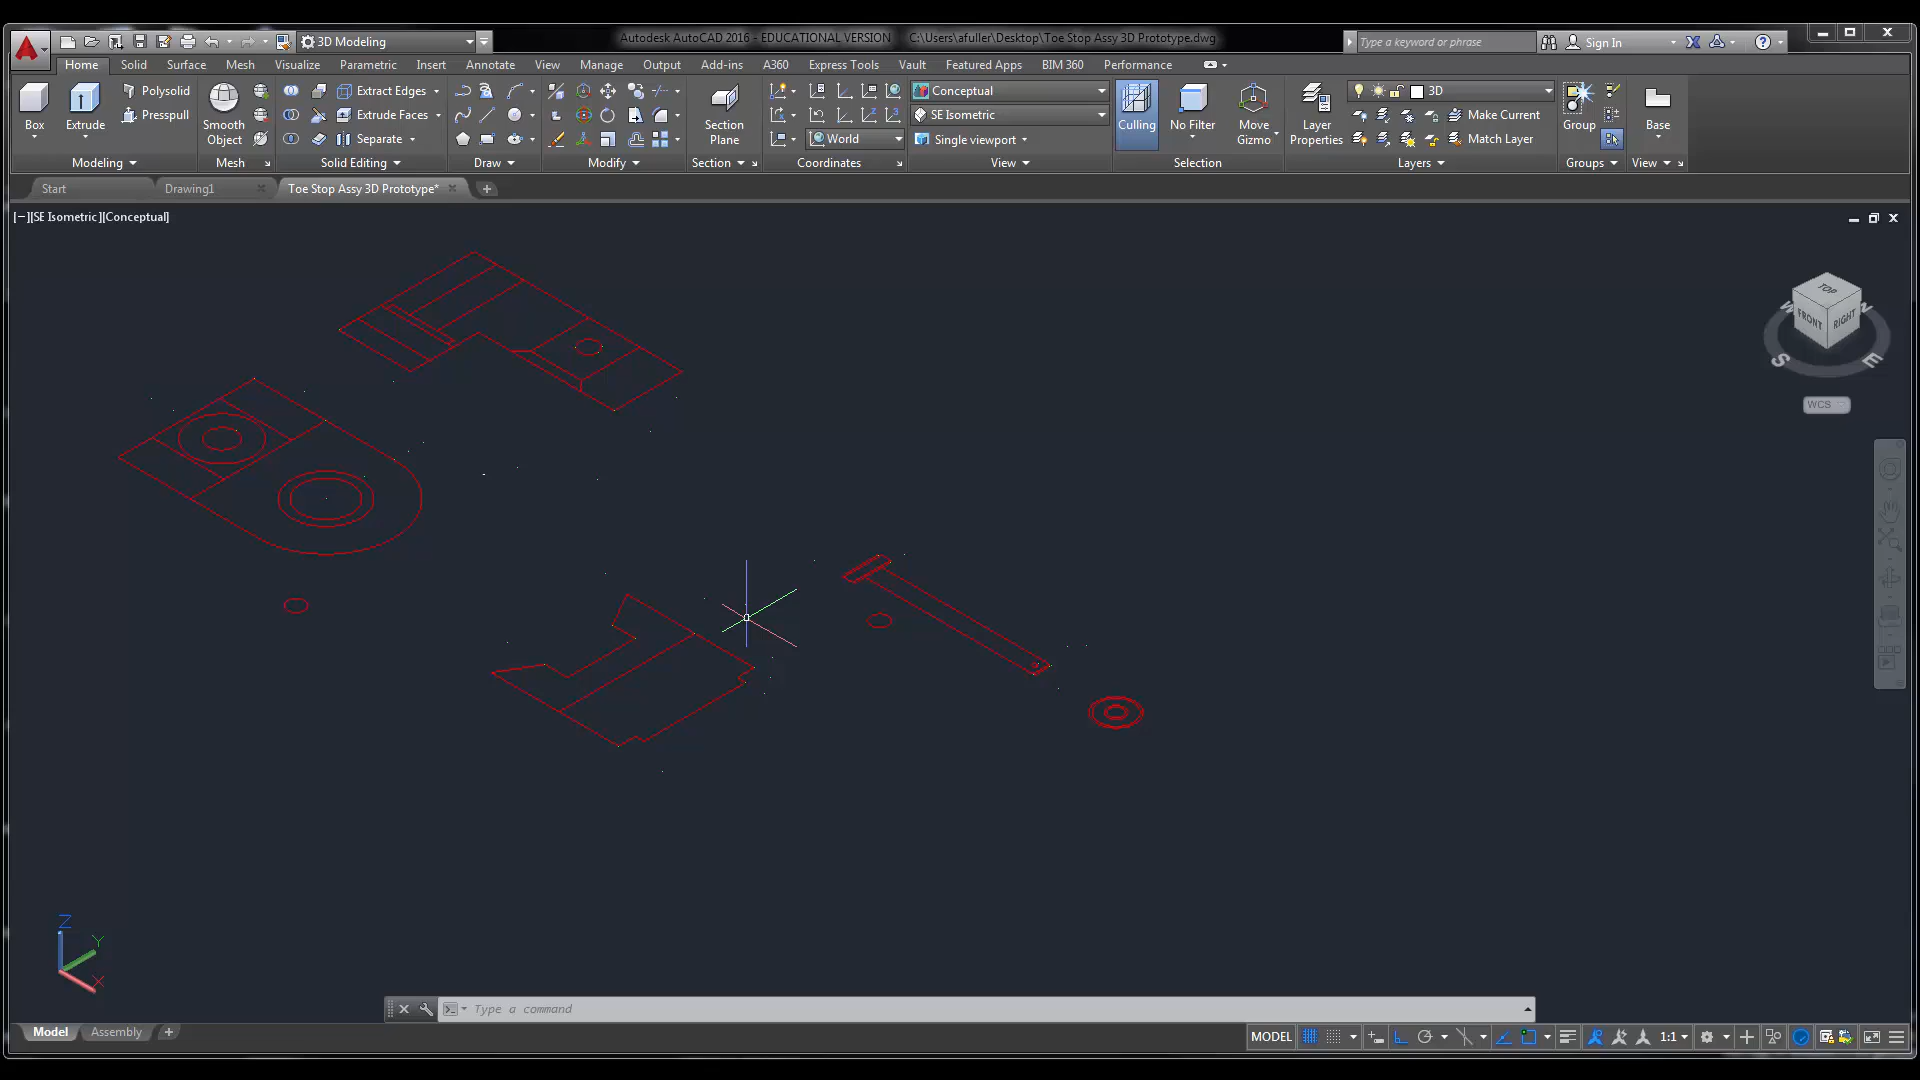 3D Modeling
Autodesk AutoCAD 2016 - EDUCATIONAL VERSION C:\Users\afuller\Desktop\Toe Stop Assy 3D Prototype.dwg
Type a keyword or phrase
Sign In
Home Solid Surface Mesh Visualize Parametric Insert Annotate View Manage Output Add-ins A360 Express Tools Vault Featured Apps BIM 360 Performance
Box
Extrude
Polysolid
Presspull
Modeling
Smooth Object
Mesh
Extract Edges
Extrude Faces
Separate
Solid Editing
Draw
Modify
Section Plane
Section
World
Coordinates
Conceptual
SE Isometric
Single viewport
View
Culling
No Filter
Move Gizmo
Selection
Layer Properties
3D
Make Current
Match Layer
Layers
Group
Groups
Base
View
Start
Drawing1
Toe Stop Assy 3D Prototype*
[−][SE Isometric][Conceptual]
TOP
FRONT
RIGHT
W
N
S
E
WCS
Z
Y
X
Type a command
Model
Assembly
MODEL
1:1